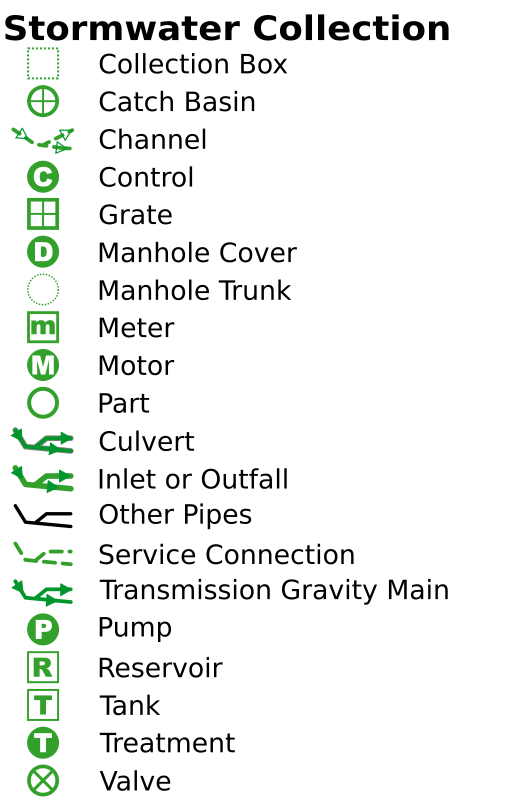 Stormwater Collection
Collection Box
Catch Basin
Channel
C Control
Grate
D Manhole Cover
Manhole Trunk
m Meter
M Motor
Part
Culvert
Inlet or Outfall
Other Pipes
Service Connection
Transmission Gravity Main
P Pump
R Reservoir
T Tank
T Treatment
Valve